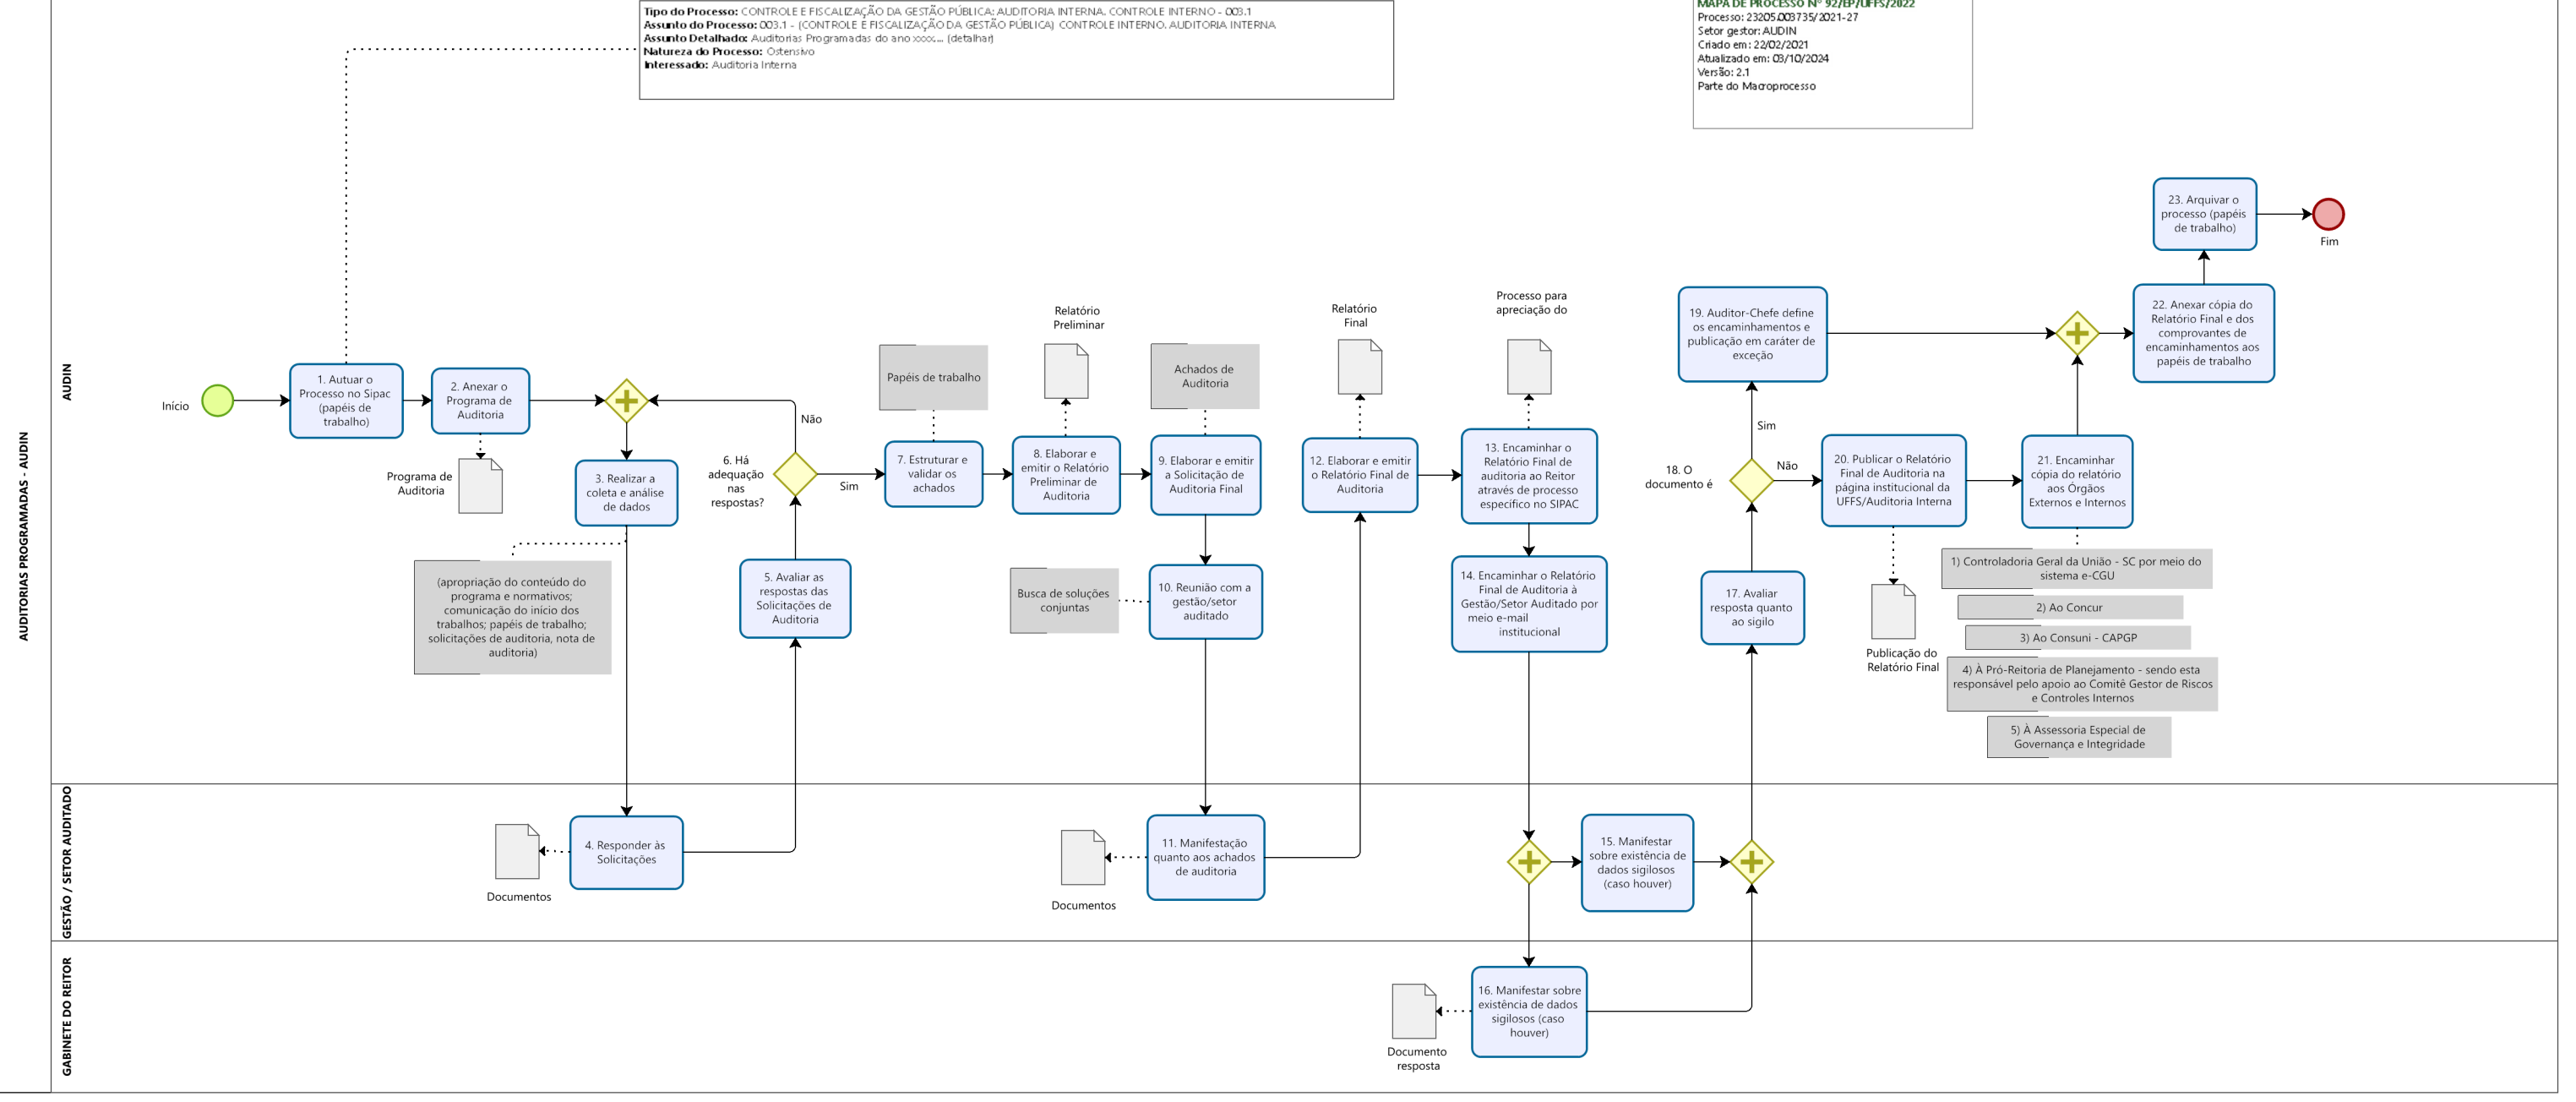 Tipo do Processo: CONTROLE E FISCALIZAÇÃO DA GESTÃO PÚBLICA: AUDITORIA INTERNA. CONTROLE INTERNO - 003.1
Assunto do Processo: 003.1 - (CONTROLE E FISCALIZAÇÃO DA GESTÃO PÚBLICA) CONTROLE INTERNO. AUDITORIA INTERNA
Assunto Detalhado: Auditorias Programadas do ano xxxx... (detalhar)
Natureza do Processo: Ostensivo
Interessado: Auditoria Interna
MAPA DE PROCESSO Nº 92/EP/UFFS/2022
Processo: 23205.003735/2021-27
Setor gestor: AUDIN
Criado em: 22/02/2021
Atualizado em: 03/10/2024
Versão: 2.1
Parte do Macroprocesso
AUDITORIAS PROGRAMADAS - AUDIN
AUDIN
Início
1. Autuar o
Processo no Sipac
(papéis de
trabalho)
2. Anexar o
Programa de
Auditoria
Programa de
Auditoria
3. Realizar a
coleta e análise
de dados
(apropriação do conteúdo do
programa e normativos;
comunicação do início dos
trabalhos; papéis de trabalho;
solicitações de auditoria, nota de
auditoria)
5. Avaliar as
respostas das
Solicitações de
Auditoria
6. Há
adequação
nas
respostas?
Não
Sim
Papéis de trabalho
7. Estruturar e
validar os
achados
Relatório
Preliminar
8. Elaborar e
emitir o Relatório
Preliminar de
Auditoria
Achados de
Auditoria
9. Elaborar e emitir
a Solicitação de
Auditoria Final
Busca de soluções
conjuntas
10. Reunião com a
gestão/setor
auditado
Relatório
Final
12. Elaborar e emitir
o Relatório Final de
Auditoria
Processo para
apreciação do
13. Encaminhar o
Relatório Final de
auditoria ao Reitor
através de processo
específico no SIPAC
14. Encaminhar o Relatório
Final de Auditoria à
Gestão/Setor Auditado por
meio e-mail
institucional
17. Avaliar
resposta quanto
ao sigilo
18. O
documento é
Sim
Não
19. Auditor-Chefe define
os encaminhamentos e
publicação em caráter de
exceção
20. Publicar o Relatório
Final de Auditoria na
página institucional da
UFFS/Auditoria Interna
Publicação do
Relatório Final
21. Encaminhar
cópia do relatório
aos Órgãos
Externos e Internos
1) Controladoria Geral da União - SC por meio do
sistema e-CGU
2) Ao Concur
3) Ao Consuni - CAPGP
4) À Pró-Reitoria de Planejamento - sendo esta
responsável pelo apoio ao Comitê Gestor de Riscos
e Controles Internos
5) À Assessoria Especial de
Governança e Integridade
22. Anexar cópia do
Relatório Final e dos
comprovantes de
encaminhamentos aos
papéis de trabalho
23. Arquivar o
processo (papéis
de trabalho)
Fim
GESTÃO / SETOR AUDITADO
4. Responder às
Solicitações
Documentos
11. Manifestação
quanto aos achados
de auditoria
Documentos
15. Manifestar
sobre existência de
dados sigilosos
(caso houver)
GABINETE DO REITOR
16. Manifestar sobre
existência de dados
sigilosos (caso
houver)
Documento
resposta